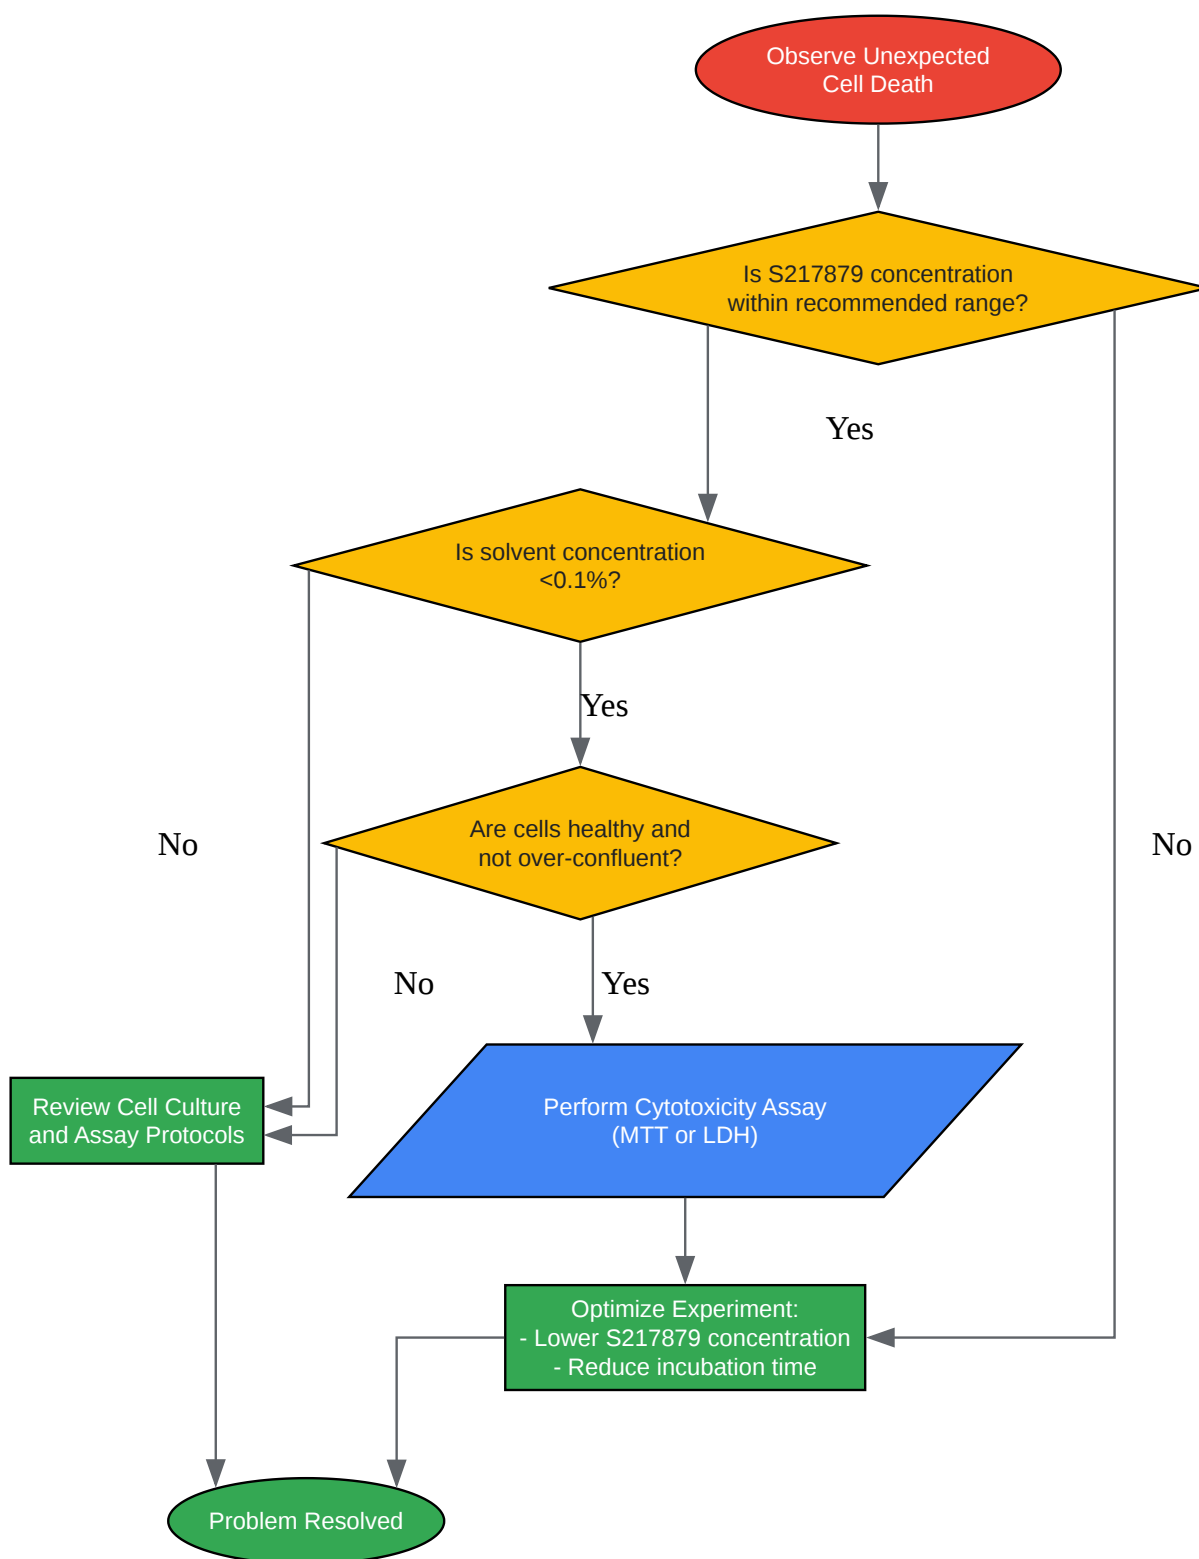 Observe Unexpected
Cell Death
Is S217879 concentration
within recommended range?
Yes
Is solvent concentration
<0.1%?
Yes
Are cells healthy and
not over-confluent?
No
No
No
Yes
Review Cell Culture
and Assay Protocols
Perform Cytotoxicity Assay
(MTT or LDH)
Optimize Experiment:
- Lower S217879 concentration
- Reduce incubation time
Problem Resolved